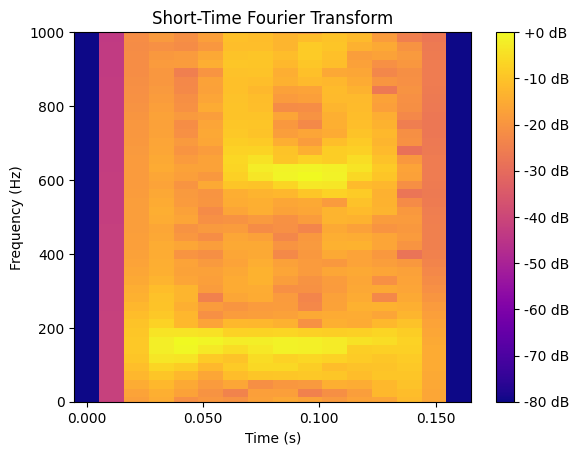 Short-Time Fourier Transform
1000
800
600
400
200
0
Frequency (Hz)
0.000
0.050
0.100
0.150
Time (s)
+0 dB
-10 dB
-20 dB
-30 dB
-40 dB
-50 dB
-60 dB
-70 dB
-80 dB